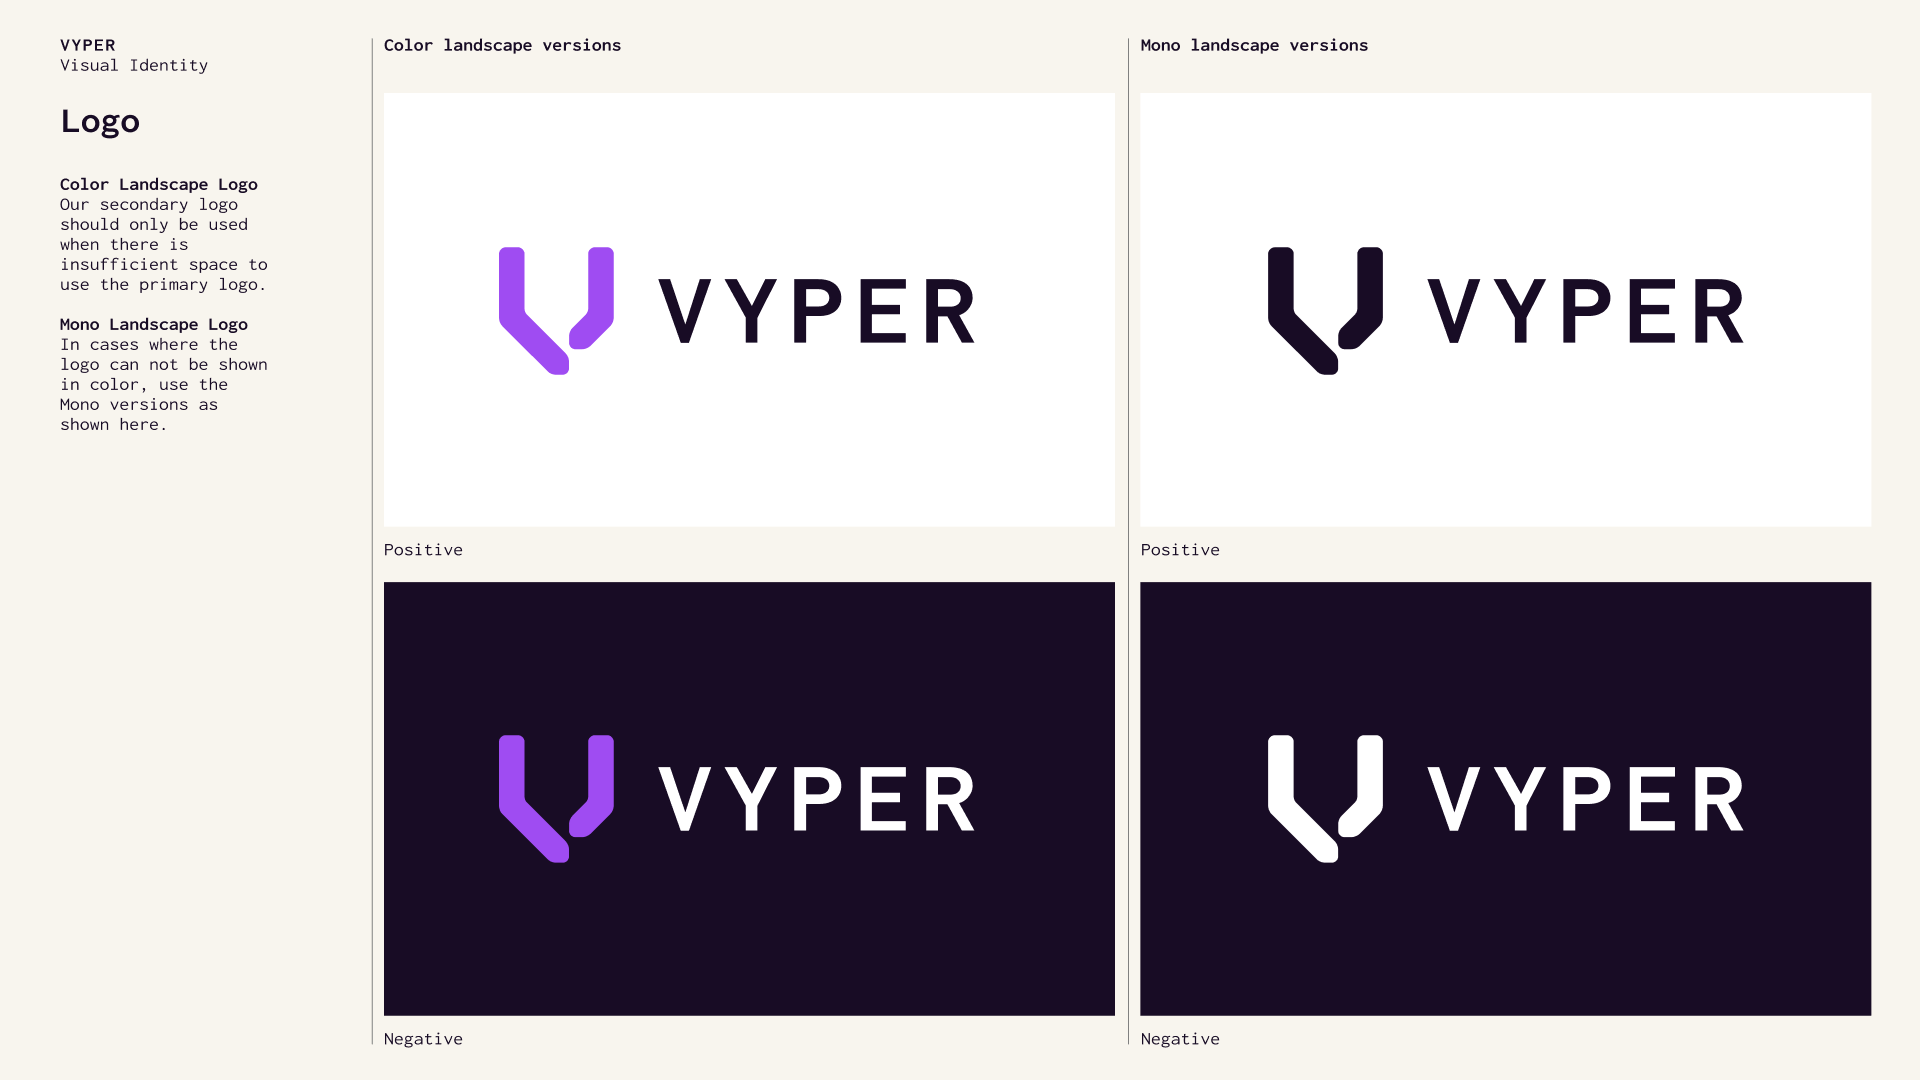 VYPER
Visual Identity
Logo
Color Landscape Logo
Our secondary logo
should only be used
when there is
insufficient space to
use the primary logo.
Mono Landscape Logo
In cases where the
logo can not be shown
in color, use the
Mono versions as
shown here.
Color landscape versions
VYPER
Positive
VYPER
Negative
Mono landscape versions
VYPER
Positive
VYPER
Negative